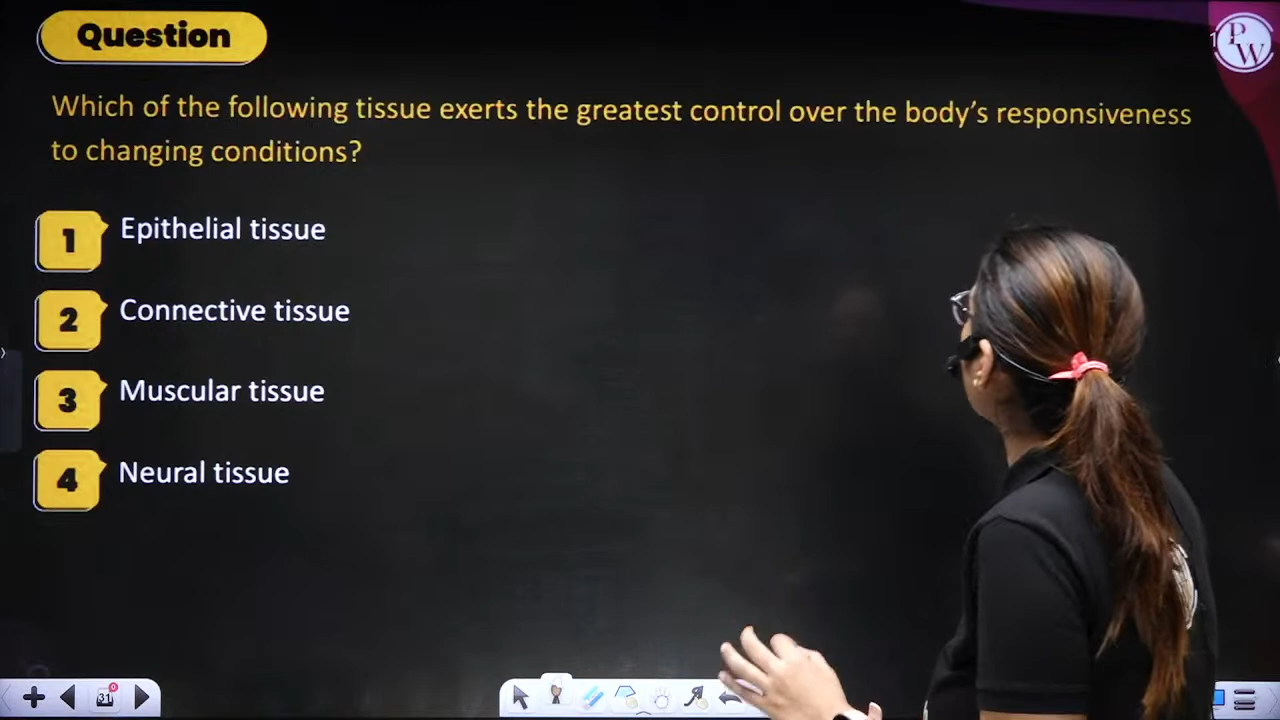 Question
PW
Which of the following tissue exerts the greatest control over the body’s responsiveness
to changing conditions?
1 Epithelial tissue
2 Connective tissue
3 Muscular tissue
4 Neural tissue
31